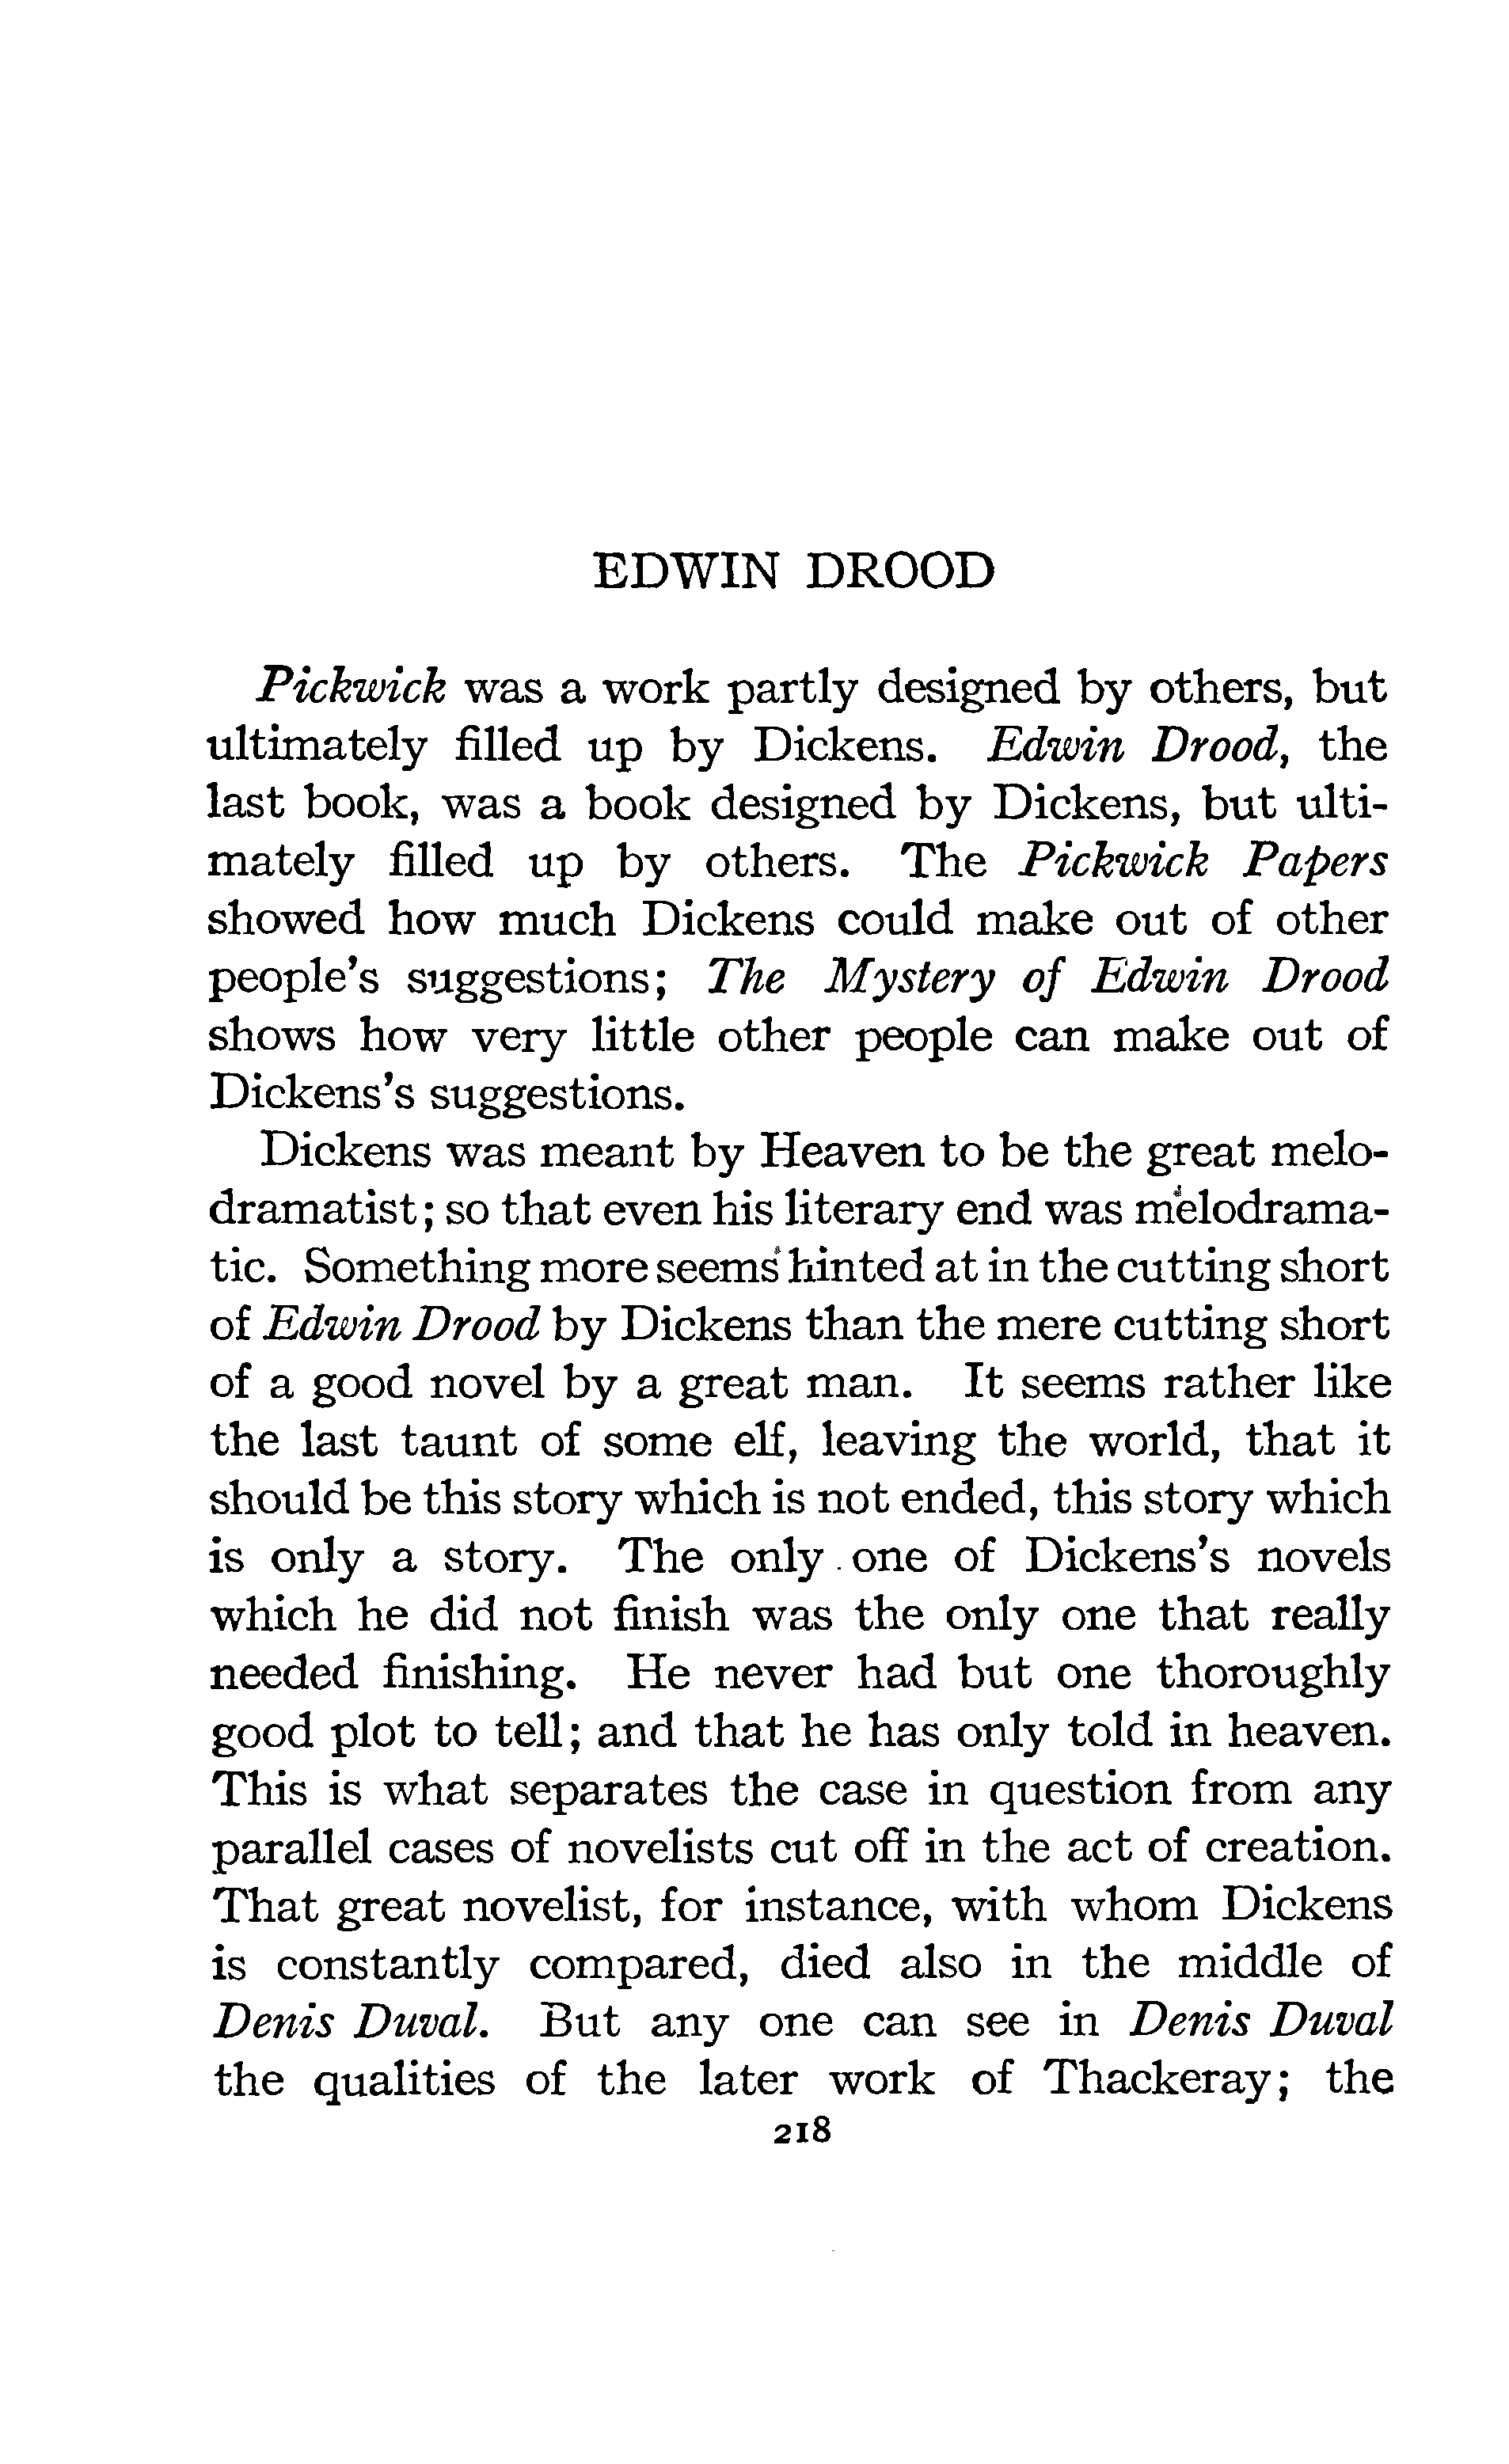 EDWIN DROOD
Pickwick was a work partly designed by others, but
ultimately filled up by Dickens. Edwin Drood, the
last book, was a book designed by Dickens, but ulti-
mately filled up by others. The Pickwick Papers
showed how much Dickens could make out of other
people's suggestions; The Mystery of Edwin Drood
shows how very little other people can make out of
Dickens's suggestions.
Dickens was meant by Heaven to be the great melo-
dramatist; so that even his literary end was melodrama-
tic. Something more seems hinted at in the cutting short
of Edwin Drood by Dickens than the mere cutting short
of a good novel by a great man. It seems rather like
the last taunt of some elf, leaving the world, that it
should be this story which is not ended, this story which
is only a story. The only one of Dickens's novels
which he did not finish was the only one that really
needed finishing. He never had but one thoroughly
good plot to tell; and that he has only told in heaven.
This is what separates the case in question from any
parallel cases of novelists cut off in the act of creation.
That great novelist, for instance, with whom Dickens
is constantly compared, died also in the middle of
Denis Duval. But any one can see in Denis Duval
the qualities of the later work of Thackeray; the
218